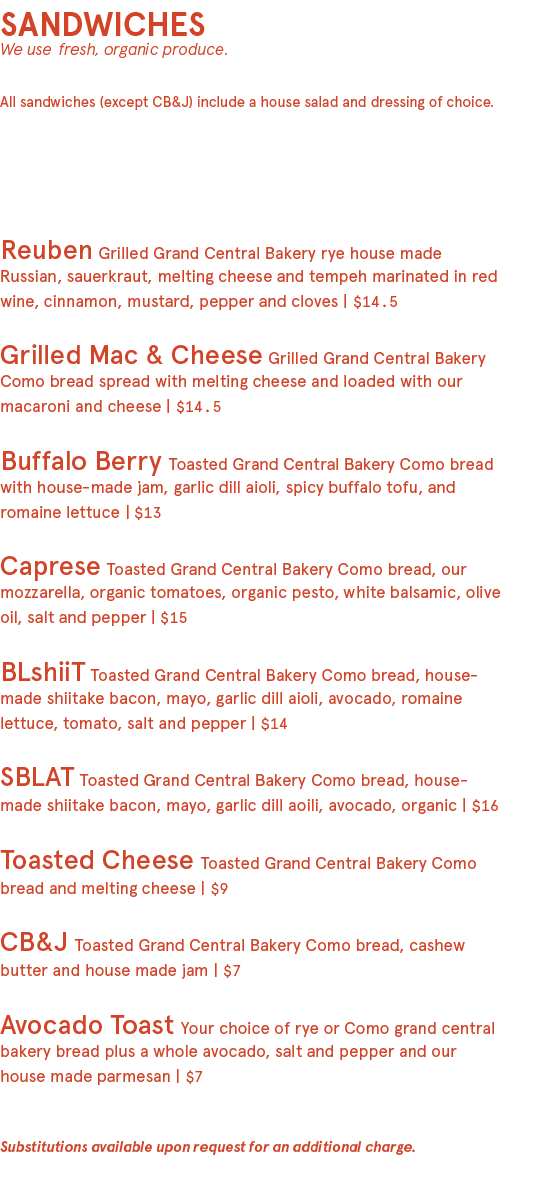 SANDWICHES
We use fresh, organic produce.
All sandwiches (except CB&J) include a house salad and dressing of choice.
Reuben Grilled Grand Central Bakery rye house made
Russian, sauerkraut, melting cheese and tempeh marinated in red
wine, cinnamon, mustard, pepper and cloves | $14.5
Grilled Mac & Cheese Grilled Grand Central Bakery
Como bread spread with melting cheese and loaded with our
macaroni and cheese | $14.5
Buffalo Berry Toasted Grand Central Bakery Como bread
with house-made jam, garlic dill aioli, spicy buffalo tofu, and
romaine lettuce | $13
Caprese Toasted Grand Central Bakery Como bread, our
mozzarella, organic tomatoes, organic pesto, white balsamic, olive
oil, salt and pepper | $15
BLshiiT Toasted Grand Central Bakery Como bread, house-
made shiitake bacon, mayo, garlic dill aioli, avocado, romaine
lettuce, tomato, salt and pepper | $14
SBLAT Toasted Grand Central Bakery Como bread, house-
made shiitake bacon, mayo, garlic dill aoili, avocado, organic | $16
Toasted Cheese Toasted Grand Central Bakery Como
bread and melting cheese | $9
CB&J Toasted Grand Central Bakery Como bread, cashew
butter and house made jam | $7
Avocado Toast Your choice of rye or Como grand central
bakery bread plus a whole avocado, salt and pepper and our
house made parmesan | $7
Substitutions available upon request for an additional charge.